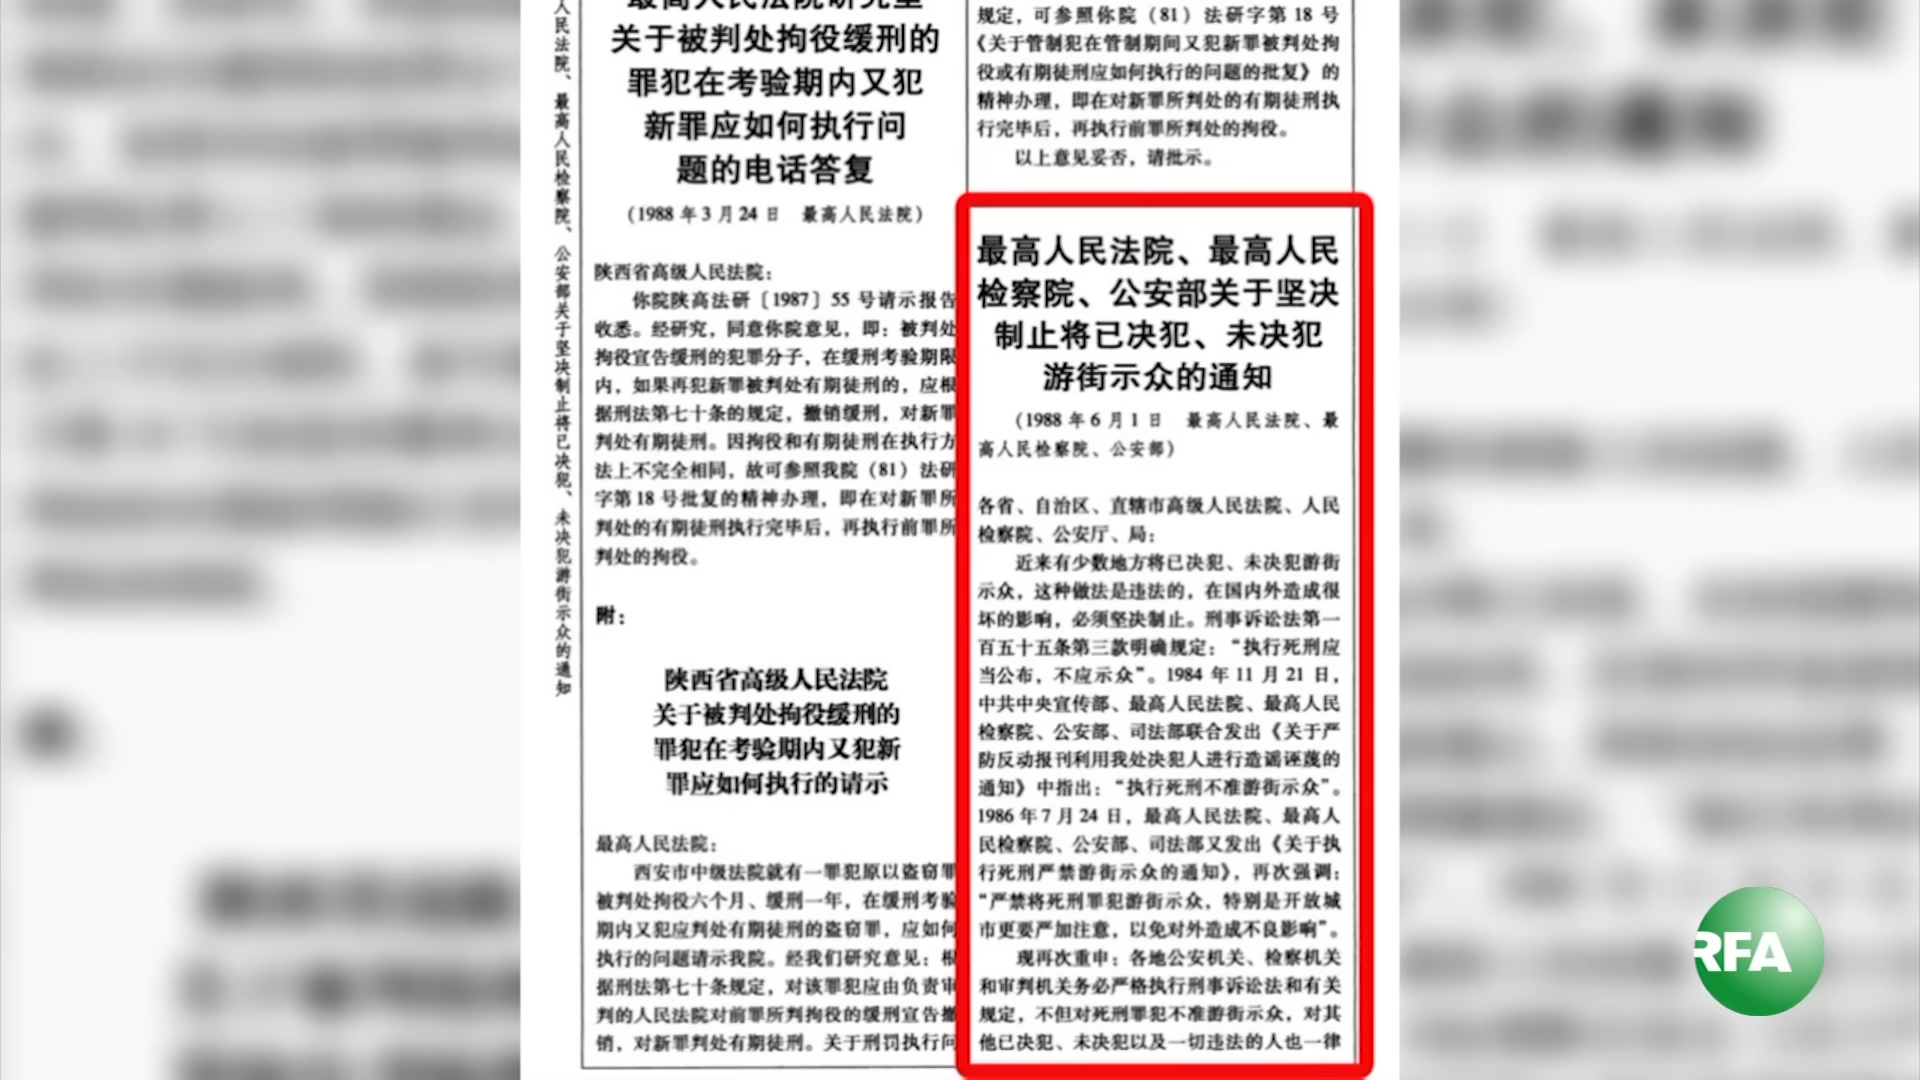 人民法院、最高人民检察院、公安部关于坚决制止将已决犯、未决犯游街示众的通知
最高人民法院研究室
关于被判处拘役缓刑的
罪犯在考验期内又犯
新罪应如何执行问
题的电话答复
(1988年3月24日 最高人民法院)
陕西省高级人民法院:
你院陕高法研〔1987〕55号请示报告
收悉。经研究,同意你院意见,即:被判处
拘役宣告缓刑的犯罪分子,在缓刑考验期限
内,如果再犯新罪被判处有期徒刑的,应根
据刑法第七十条的规定,撤销缓刑,对新罪
判处有期徒刑。因拘役和有期徒刑在执行方
法上不完全相同,故可参照我院(81)法研
字第18号批复的精神办理,即在对新罪所
判处的有期徒刑执行完毕后,再执行前罪所
判处的拘役。
附:
陕西省高级人民法院
关于被判处拘役缓刑的
罪犯在考验期内又犯新
罪应如何执行的请示
最高人民法院:
西安市中级法院就有一罪犯原以盗窃罪
被判处拘役六个月、缓刑一年,在缓刑考验
期内又犯应判处有期徒刑的盗窃罪,应如何
执行的问题请示我院。经我们研究意见:根
据刑法第七十条规定,对该罪犯应由负责审
判的人民法院对前罪所判拘役的缓刑宣告撤
销,对新罪判处有期徒刑。关于刑罚执行问
规定,可参照你院(81)法研字第18号
《关于管制犯在管制期间又犯新罪被判处拘
役或有期徒刑应如何执行的问题的批复》的
精神办理,即在对新罪所判处的有期徒刑执
行完毕后,再执行前罪所判处的拘役。
以上意见妥否,请批示。
最高人民法院、最高人民
检察院、公安部关于坚决
制止将已决犯、未决犯
游街示众的通知
(1988年6月1日 最高人民法院、最
高人民检察院、公安部)
各省、自治区、直辖市高级人民法院、人民
检察院、公安厅、局:
近来有少数地方将已决犯、未决犯游街
示众,这种做法是违法的,在国内外造成很
坏的影响,必须坚决制止。刑事诉讼法第一
百五十五条第三款明确规定:“执行死刑应
当公布,不应示众”。1984年11月21日,
中共中央宣传部、最高人民法院、最高人民
检察院、公安部、司法部联合发出《关于严
防反动报刊利用我处决犯人进行造谣诬蔑的
通知》中指出:“执行死刑不准游街示众”。
1986年7月24日,最高人民法院、最高人
民检察院、公安部、司法部又发出《关于执
行死刑严禁游街示众的通知》,再次强调:
“严禁将死刑罪犯游街示众,特别是开放城
市更要严加注意,以免对外造成不良影响”。
现再次重申:各地公安机关、检察机关
和审判机关务必严格执行刑事诉讼法和有关
规定,不但对死刑罪犯不准游街示众,对其
他已决犯、未决犯以及一切违法的人也一律
RFA